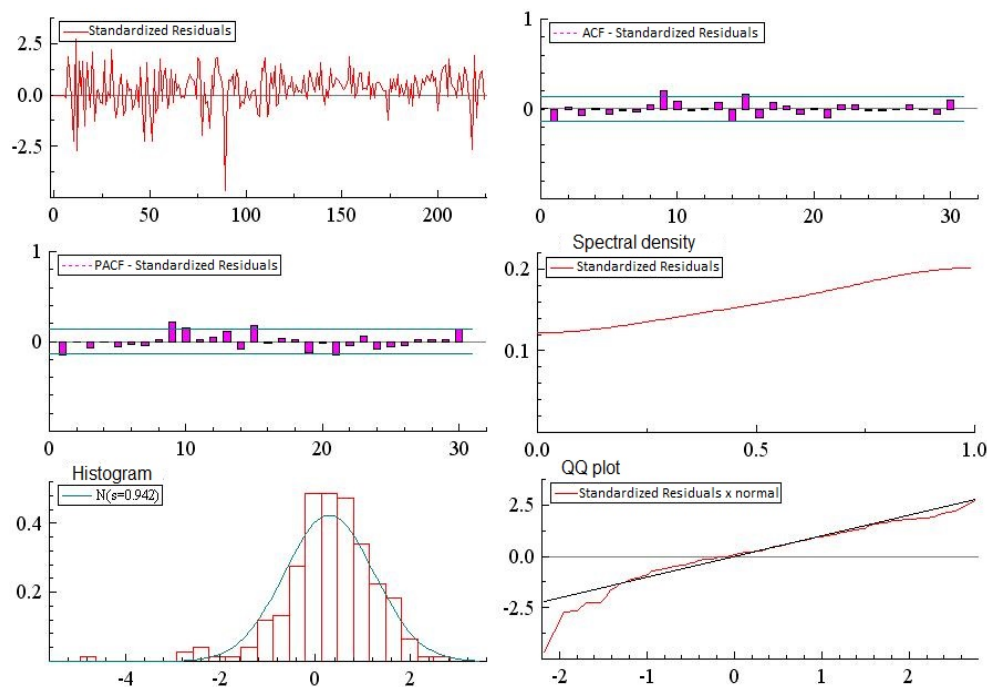 Standardized Residuals
2.5
0.0
-2.5
0 50 100 150 200
1
ACF - Standardized Residuals
0
0 10 20 30
1
PACF - Standardized Residuals
0
0 10 20 30
Spectral density
0.2
Standardized Residuals
0.1
0.0 0.5 1.0
Histogram
N(s=0.942)
0.4
0.2
-4 -2 0 2
QQ plot
Standardized Residuals x normal
2.5
0.0
-2.5
-2 -1 0 1 2